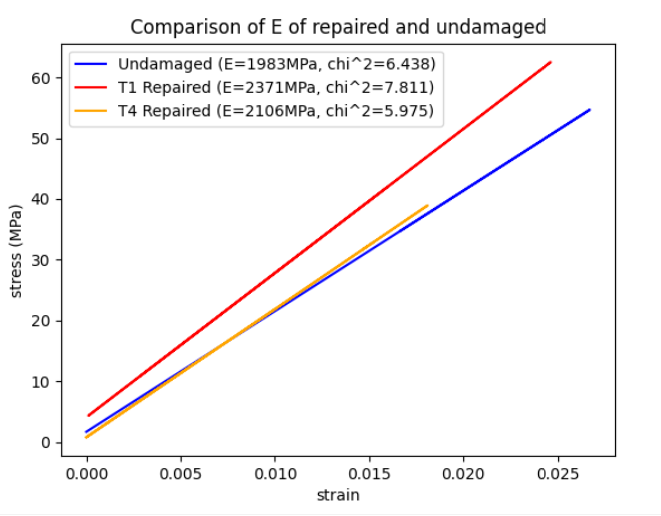 Comparison of E of repaired and undamaged
Undamaged (E=1983MPa, chi^2=6.438)
T1 Repaired (E=2371MPa, chi^2=7.811)
T4 Repaired (E=2106MPa, chi^2=5.975)
60
50
40
30
20
10
0
stress (MPa)
0.000 0.005 0.010 0.015 0.020 0.025
strain